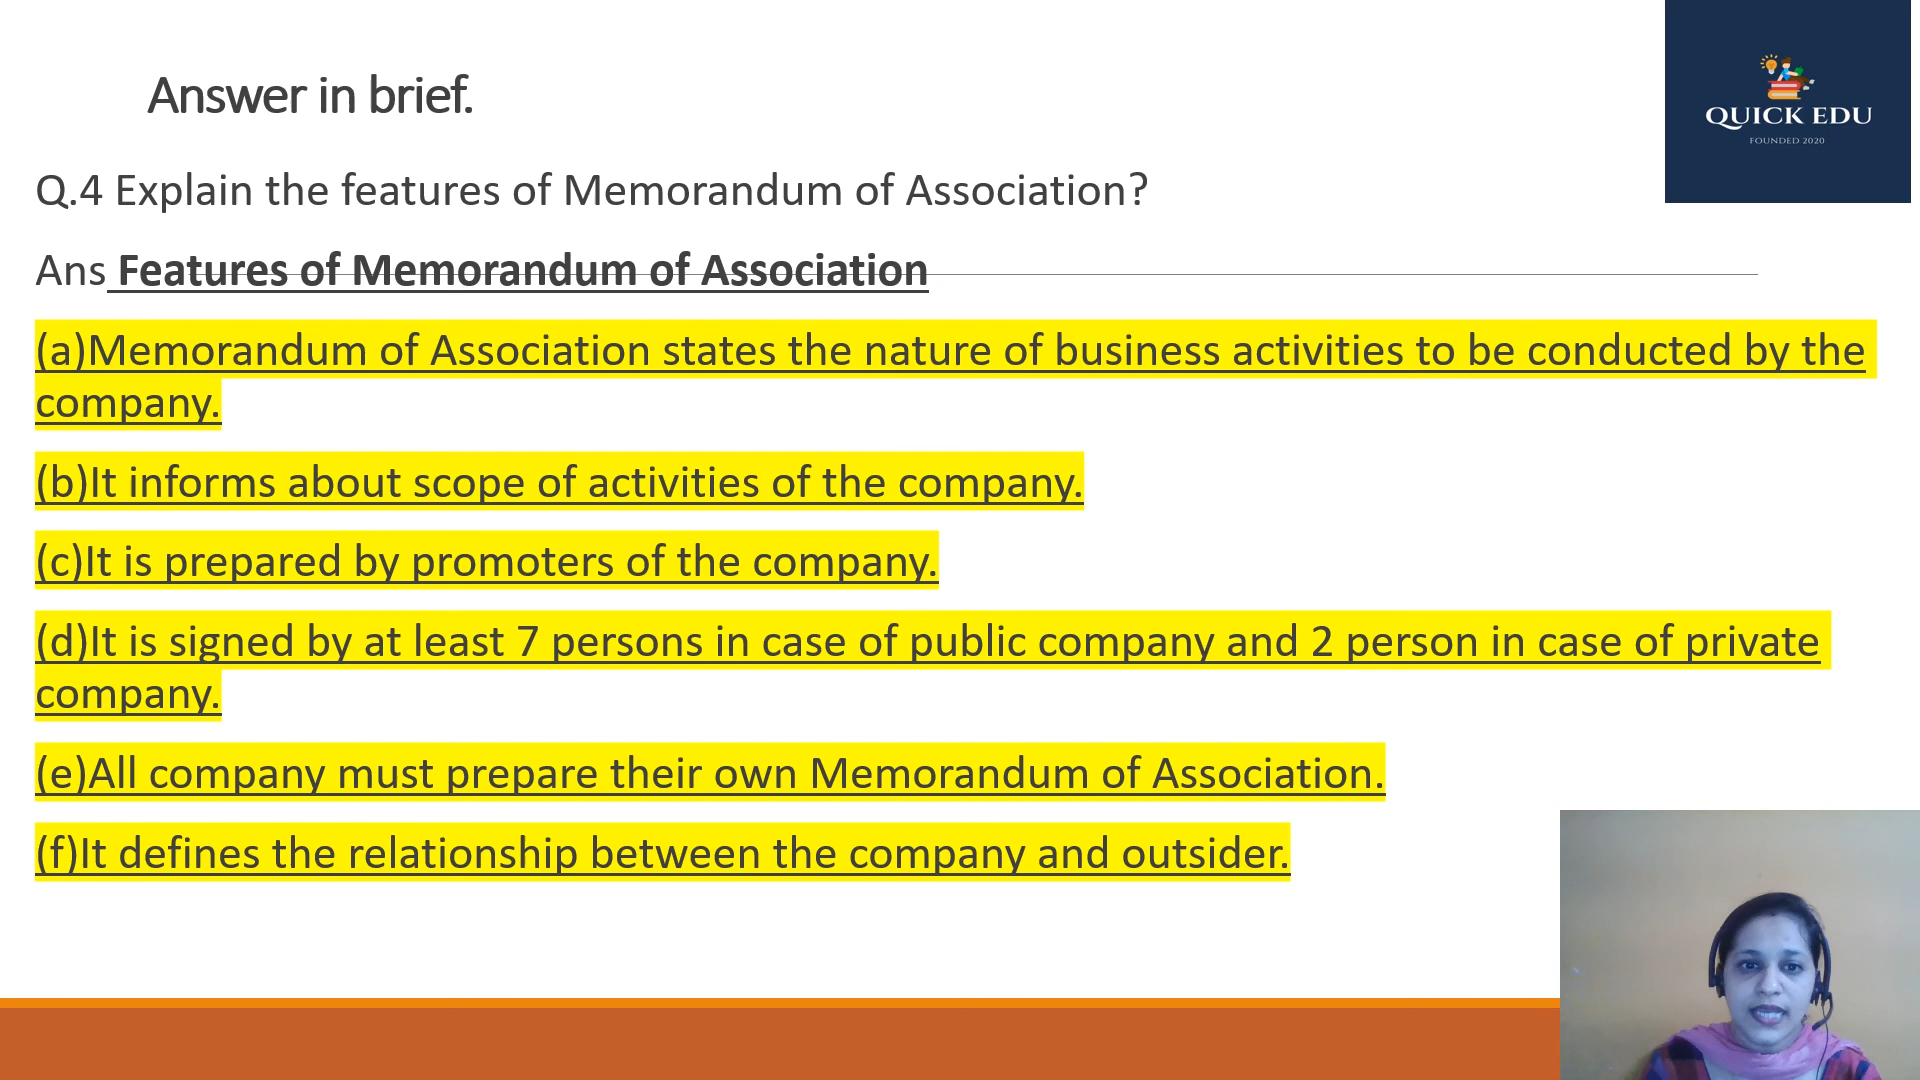 Answer in brief.
QUICK EDU
FOUNDED 2020
Q.4 Explain the features of Memorandum of Association?
Ans Features of Memorandum of Association
(a)Memorandum of Association states the nature of business activities to be conducted by the
company.
(b)It informs about scope of activities of the company.
(c)It is prepared by promoters of the company.
(d)It is signed by at least 7 persons in case of public company and 2 person in case of private
company.
(e)All company must prepare their own Memorandum of Association.
(f)It defines the relationship between the company and outsider.